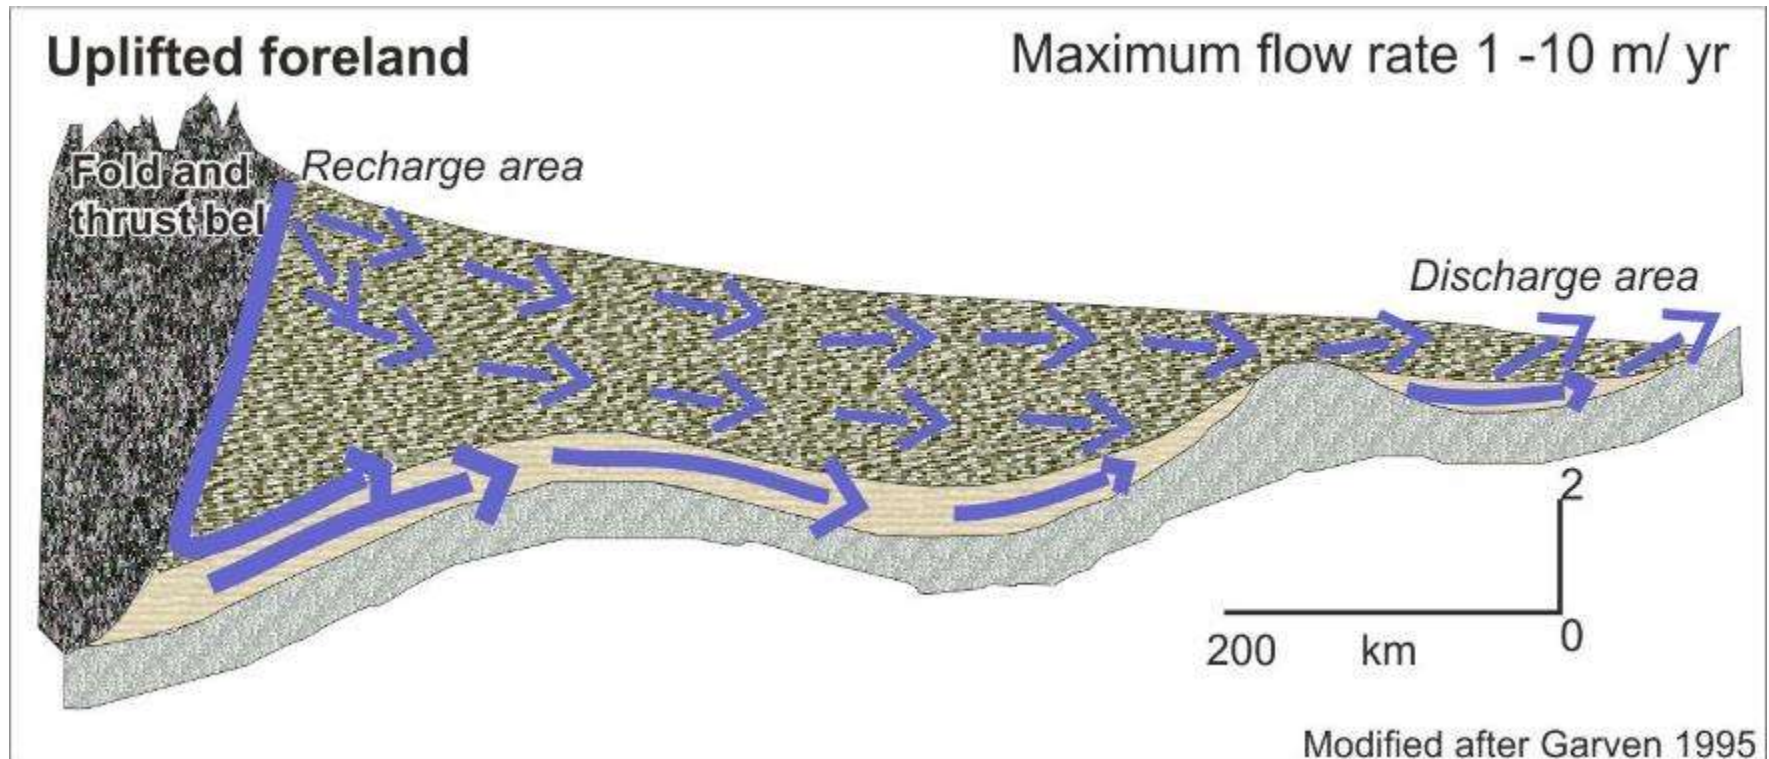 Uplifted foreland
Maximum flow rate 1 -10 m/ yr
Fold and
thrust bel
Recharge area
Discharge area
2
0
200 km
Modified after Garven 1995